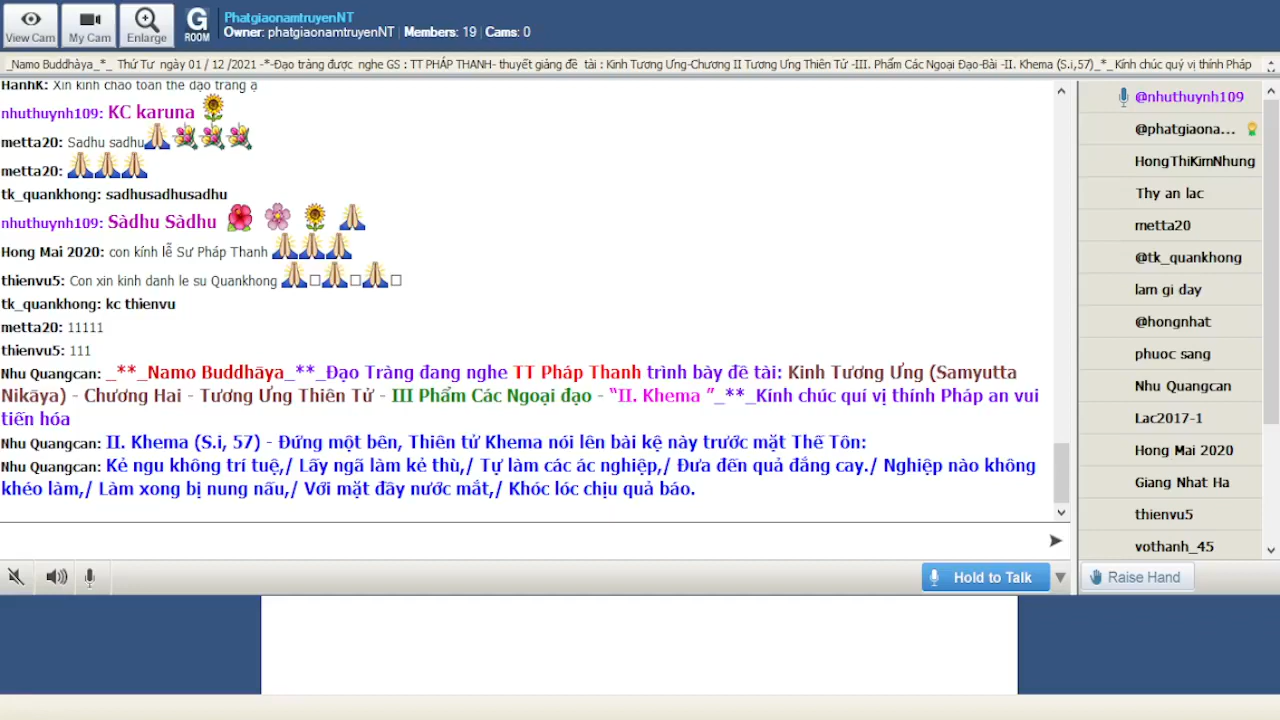 View Cam
My Cam
Enlarge
G
ROOM
PhatgiaonamtruyenNT
Owner: phatgiaonamtruyenNT | Members: 19 | Cams: 0
_Namo Buddhàya_*_ Thứ Tư ngày 01 / 12 /2021 -*-Đạo tràng được nghe GS : TT PHÁP THANH- thuyết giảng đề tài : Kinh Tương Ưng-Chương II Tương Ưng Thiên Tử -III. Phẩm Các Ngoại Đạo-Bài -II. Khema (S.i,57)_*_Kính chúc quý vị thính Pháp
HanhK: Xin kinh chao toan the dạo trang ạ
nhuthuynh109: KC karuna
metta20: Sadhu sadhu
metta20:
tk_quankhong: sadhusadhusadhu
nhuthuynh109: Sàdhu Sàdhu
Hong Mai 2020: con kính lễ Sư Pháp Thanh
thienvu5: Con xin kinh danh le su Quankhong
tk_quankhong: kc thienvu
metta20: 11111
thienvu5: 111
Nhu Quangcan: _**_Namo Buddhāya_**_Đạo Tràng đang nghe TT Pháp Thanh trình bày đề tài: Kinh Tương Ưng (Samyutta
Nikāya) - Chương Hai - Tương Ưng Thiên Tử - III Phẩm Các Ngoại đạo - “II. Khema ”_**_Kính chúc quí vị thính Pháp an vui
tiến hóa
Nhu Quangcan: II. Khema (S.i, 57) - Đứng một bên, Thiên tử Khema nói lên bài kệ này trước mặt Thế Tôn:
Nhu Quangcan: Kẻ ngu không trí tuệ,/ Lấy ngã làm kẻ thù,/ Tự làm các ác nghiệp,/ Đưa đến quả đắng cay./ Nghiệp nào không
khéo làm,/ Làm xong bị nung nấu,/ Với mặt đầy nước mắt,/ Khóc lóc chịu quả báo.
@nhuthuynh109
@phatgiaona...
HongThiKimNhung
Thy an lac
metta20
@tk_quankhong
lam gi day
@hongnhat
phuoc sang
Nhu Quangcan
Lac2017-1
Hong Mai 2020
Giang Nhat Ha
thienvu5
vothanh_45
Hold to Talk
Raise Hand